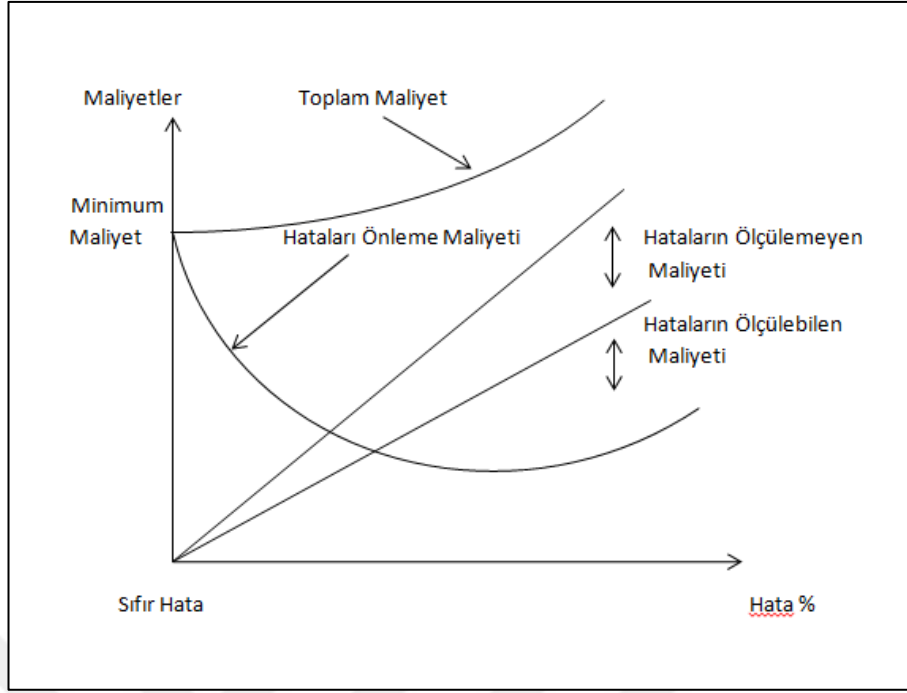 Maliyetler
Toplam Maliyet
Minimum
Maliyet
Hataları Önleme Maliyeti
Hataların Ölçülemeyen
Maliyeti
Hataların Ölçülebilen
Maliyeti
Sıfır Hata
Hata %